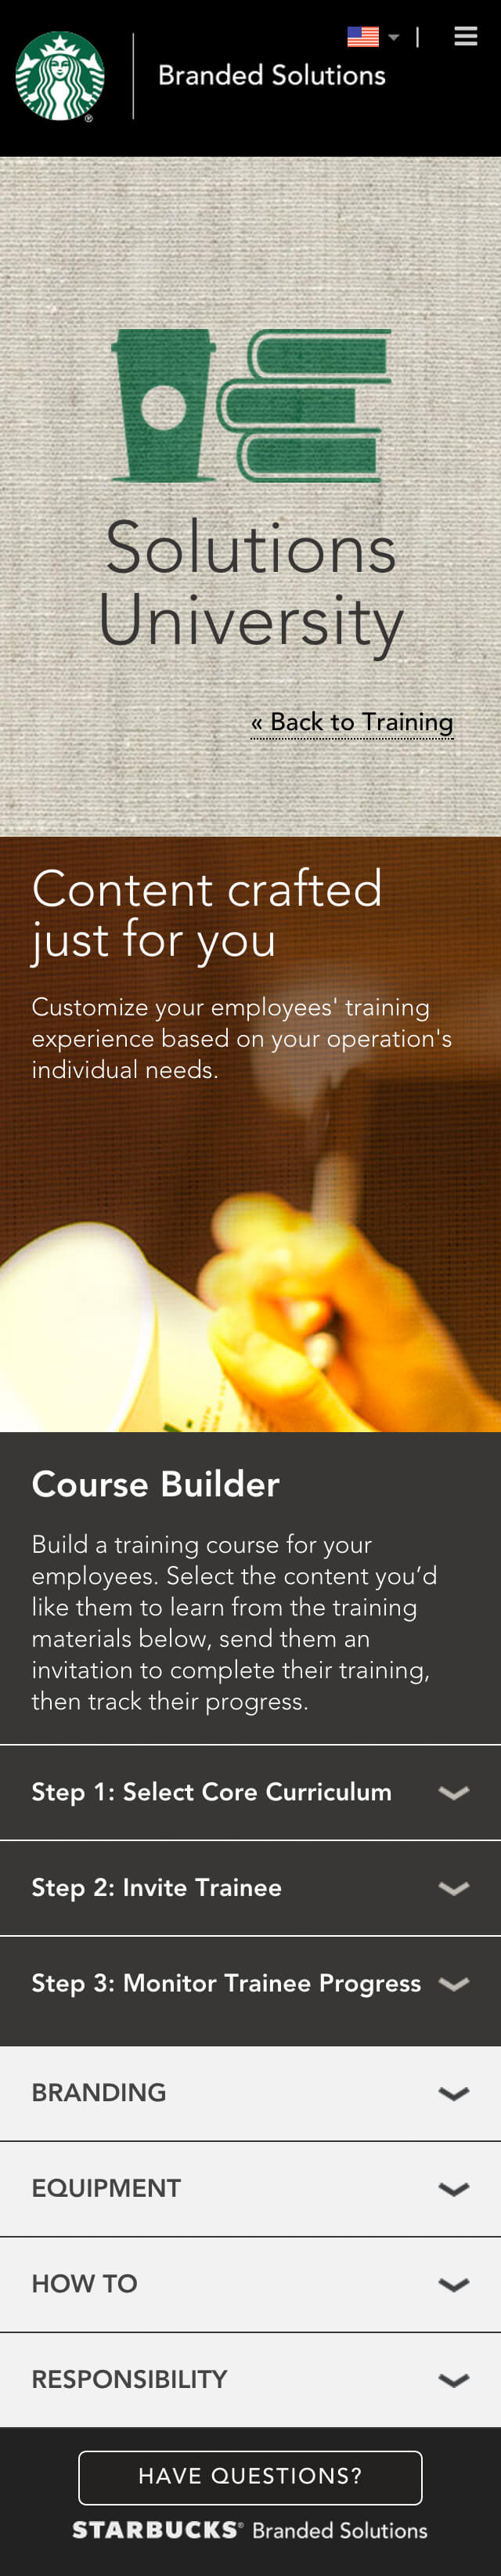 Branded Solutions
Solutions
University
« Back to Training
Content crafted
just for you
Customize your employees' training
experience based on your operation's
individual needs.
Course Builder
Build a training course for your
employees. Select the content you’d
like them to learn from the training
materials below, send them an
invitation to complete their training,
then track their progress.
Step 1: Select Core Curriculum
Step 2: Invite Trainee
Step 3: Monitor Trainee Progress
BRANDING
EQUIPMENT
HOW TO
RESPONSIBILITY
HAVE QUESTIONS?
STARBUCKS® Branded Solutions